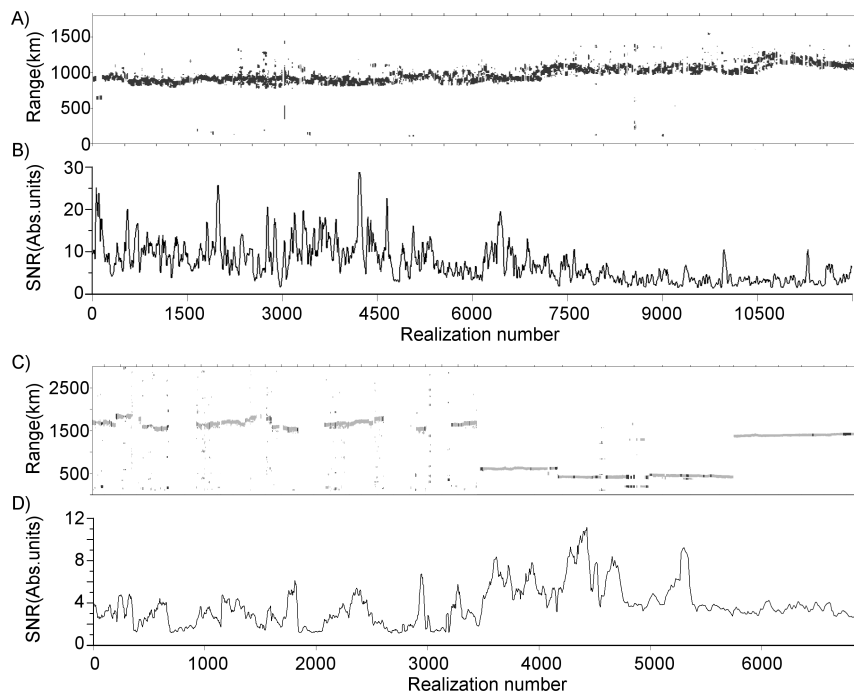 A)
Range(km)
1500
1000
500
0
B)
SNR(Abs.units)
30
20
10
0
0 1500 3000 4500 6000 7500 9000 10500
Realization number
C)
Range(km)
2500
1500
500
D)
SNR(Abs.units)
12
8
4
0
0 1000 2000 3000 4000 5000 6000
Realization number